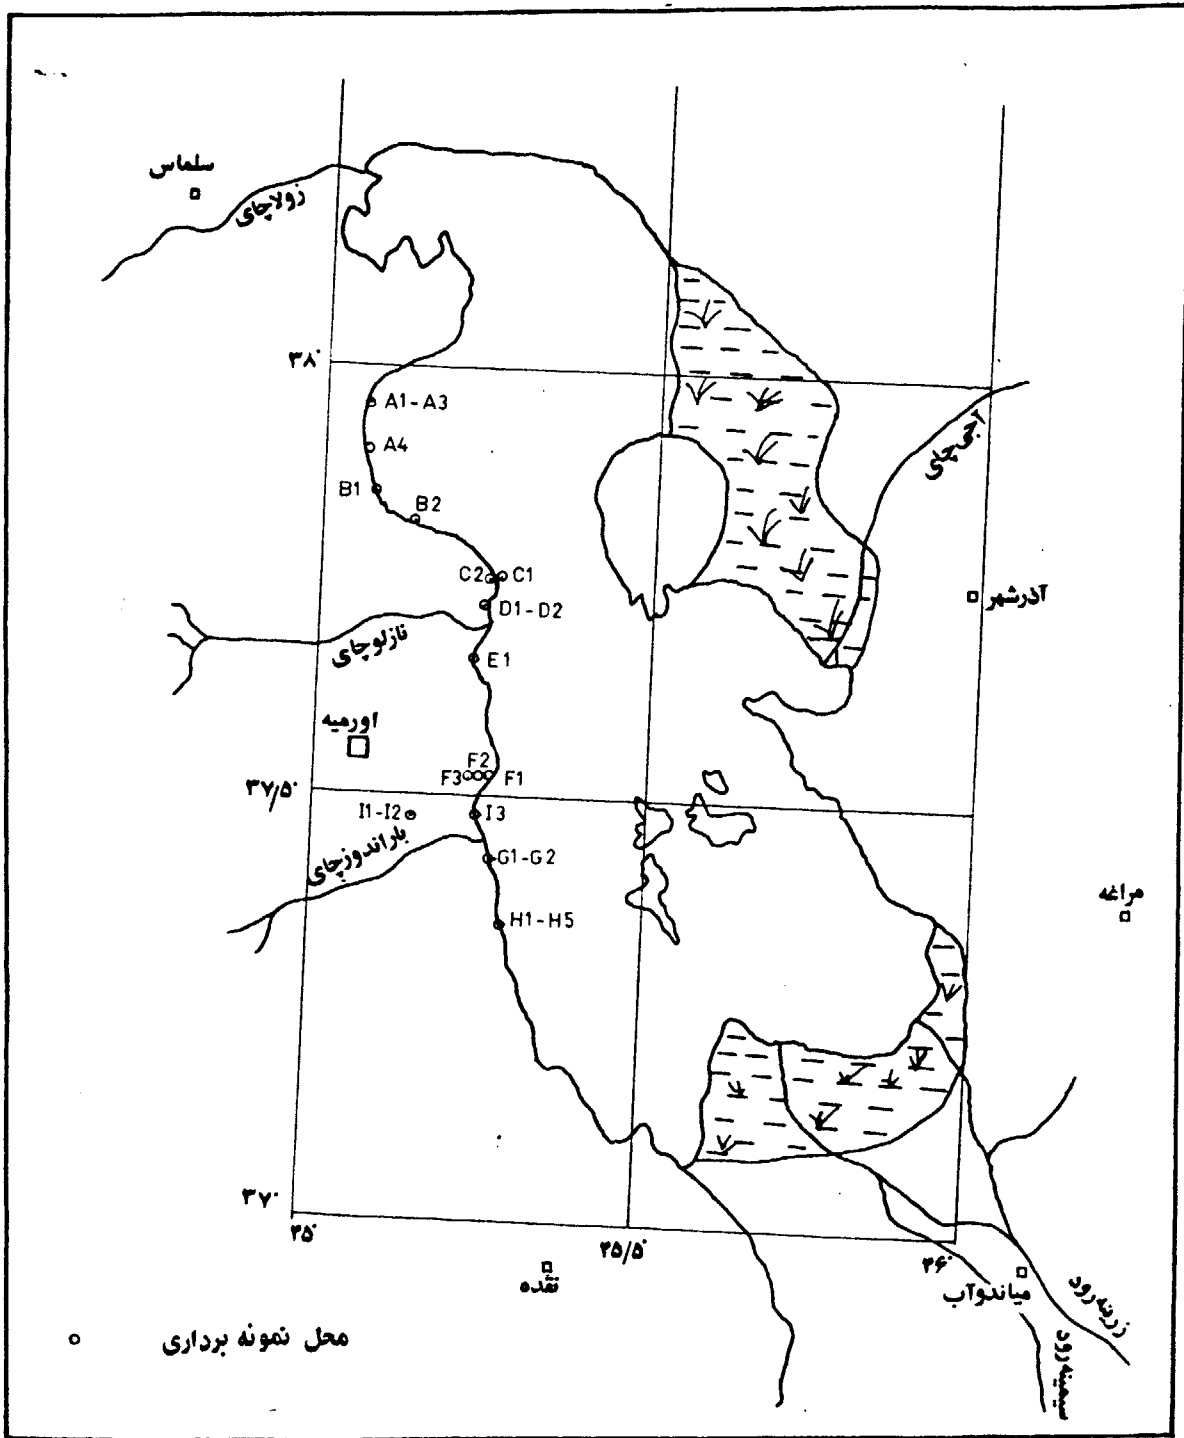 سلماس
زولاچای
۳۸°
A1-A3
A4
آجی چای
B1
B2
C2
C1
D1-D2
آذرشهر
نازلوچای
E1
اورمیه
F2
F3
F1
۳۷/۵°
I1-I2
I3
باراندوزچای
G1-G2
مراغه
H1-H5
۳۷°
۴۵°
۴۵/۵°
۴۶°
نقده
میاندوآب
زرینه رود
سیمینه رود
محل نمونه برداری